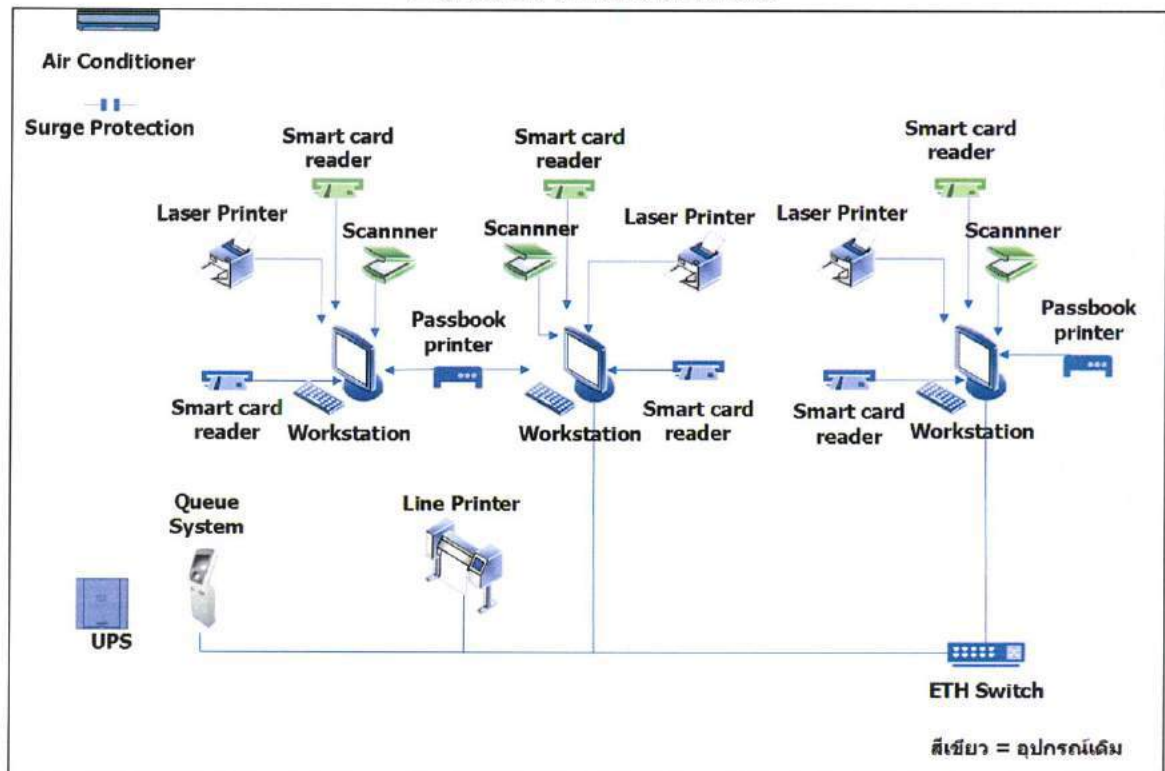 Air Conditioner
Surge Protection
Smart card
reader
Smart card
reader
Smart card
reader
Laser Printer
Scannner
Scannner
Laser Printer
Laser Printer
Scannner
Passbook
printer
Passbook
printer
Smart card
reader
Workstation
Workstation
Smart card
reader
Smart card
reader
Workstation
Queue
System
Line Printer
UPS
ETH Switch
สีเขียว = อุปกรณ์เดิม